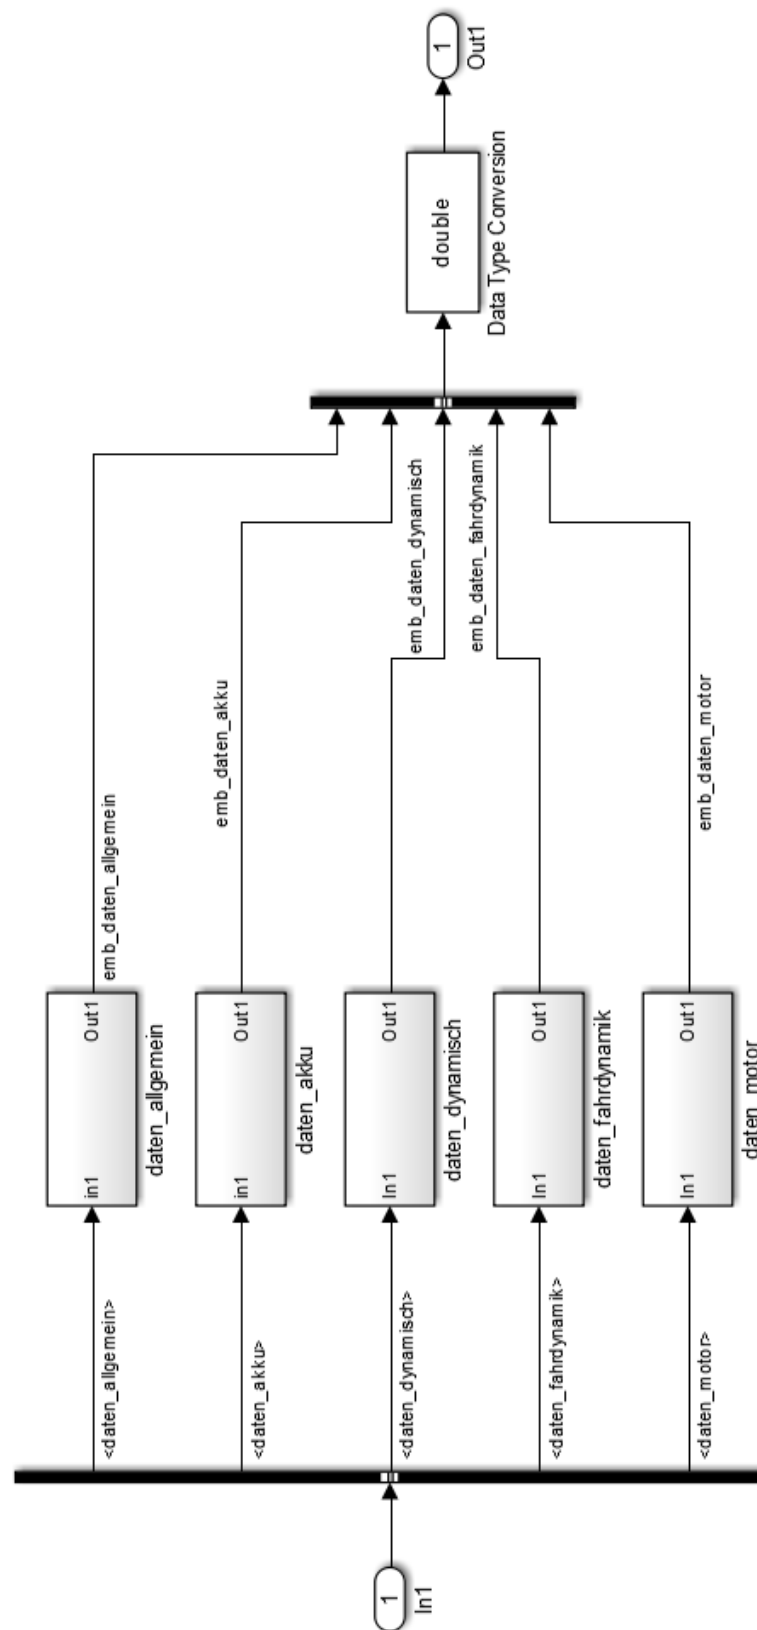 1
In1
<daten_allgemein>
<daten_akku>
<daten_dynamisch>
<daten_fahrdynamik>
<daten_motor>
in1
Out1
daten_allgemein
in1
Out1
daten_akku
In1
Out1
daten_dynamisch
In1
Out1
daten_fahrdynamik
In1
Out1
daten_motor
emb_daten_allgemein
emb_daten_akku
emb_daten_dynamisch
emb_daten_fahrdynamik
emb_daten_motor
double
Data Type Conversion
1
Out1